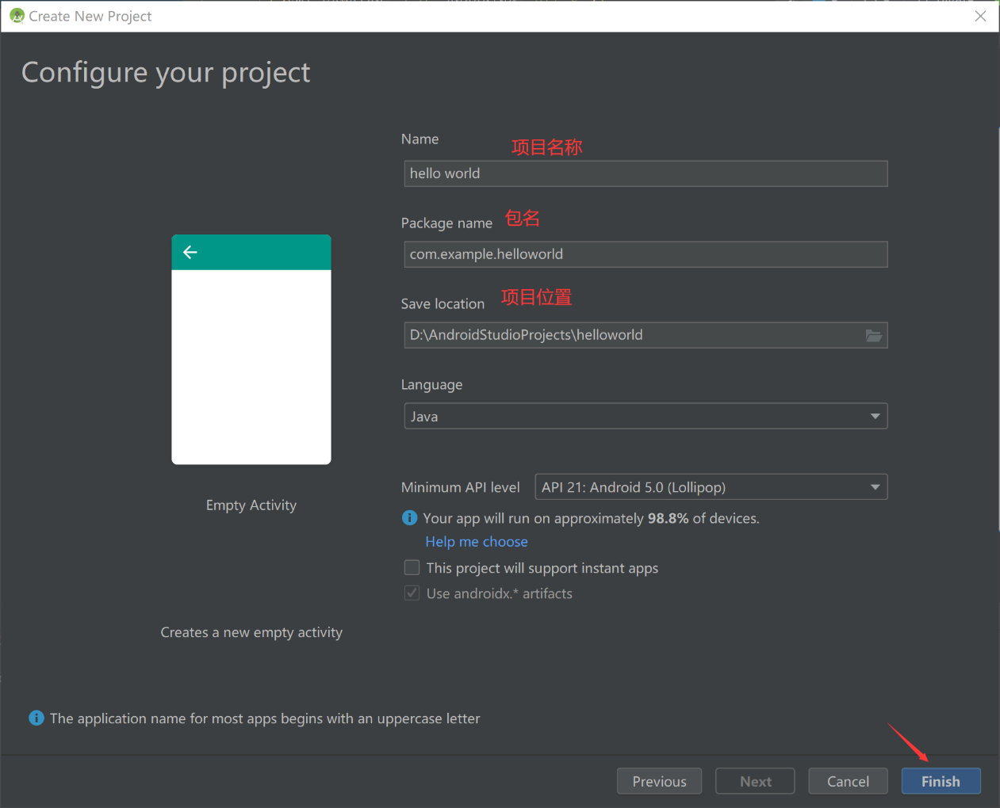 Create New Project
Configure your project
Name
项目名称
hello world
Package name
包名
com.example.helloworld
Save location
项目位置
D:\AndroidStudioProjects\helloworld
Language
Java
Minimum API level
API 21: Android 5.0 (Lollipop)
Your app will run on approximately 98.8% of devices.
Help me choose
This project will support instant apps
Use androidx.* artifacts
Empty Activity
Creates a new empty activity
The application name for most apps begins with an uppercase letter
Previous
Next
Cancel
Finish